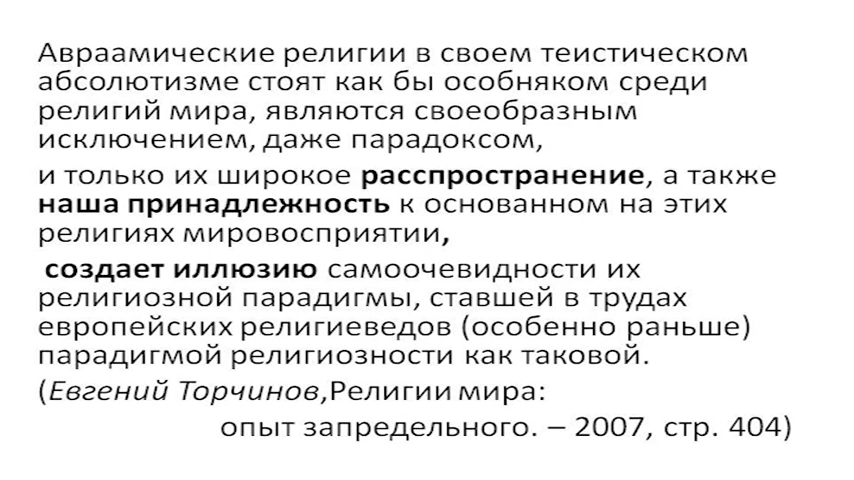 Авраамические религии в своем теистическом
абсолютизме стоят как бы особняком среди
религий мира, являются своеобразным
исключением, даже парадоксом,
и только их широкое расспространение, а также
наша принадлежность к основанном на этих
религиях мировосприятии,
создает иллюзию самоочевидности их
религиозной парадигмы, ставшей в трудах
европейских религиеведов (особенно раньше)
парадигмой религиозности как таковой.
(Евгений Торчинов,Религии мира:
опыт запредельного. – 2007, стр. 404)